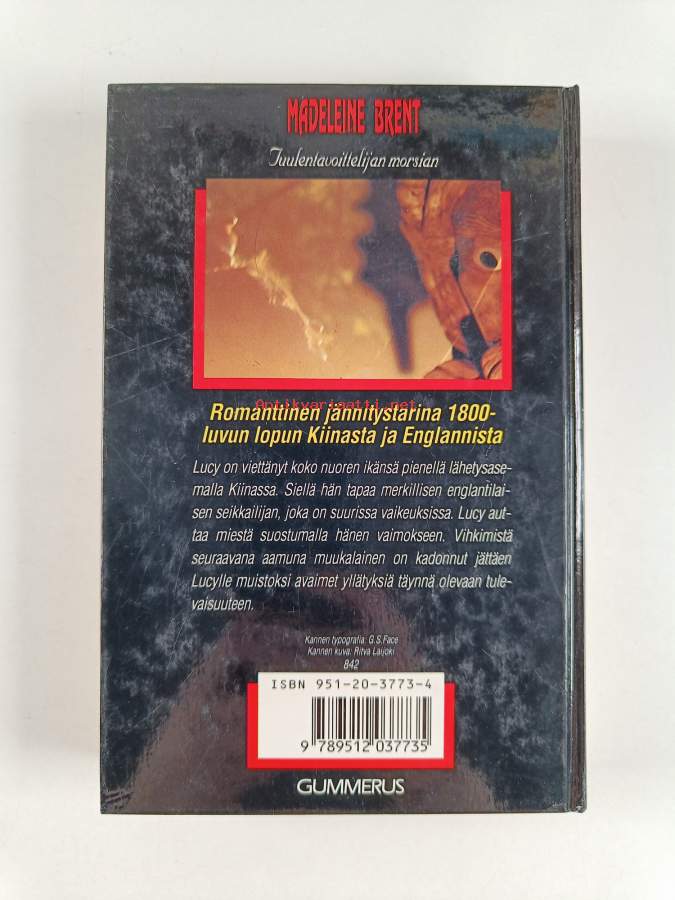 MADELEINE BRENT
Tuulentavoittelijan morsian
Antikvariaatti.net
Romanttinen jännitystarina 1800-
luvun lopun Kiinasta ja Englannista
Lucy on viettänyt koko nuoren ikänsä pienellä lähetysase-
malla Kiinassa. Siellä hän tapaa merkillisen englantilai-
sen seikkailijan, joka on suurissa vaikeuksissa. Lucy aut-
taa miestä suostumalla hänen vaimokseen. Vihkimistä
seuraavana aamuna muukalainen on kadonnut jättäen
Lucylle muistoksi avaimet yllätyksiä täynnä olevaan tule-
vaisuuteen.
Kannen typografia: G.S.Face
Kannen kuva: Ritva Laijoki
842
ISBN 951-20-3773-4
9 789512 037735
GUMMERUS